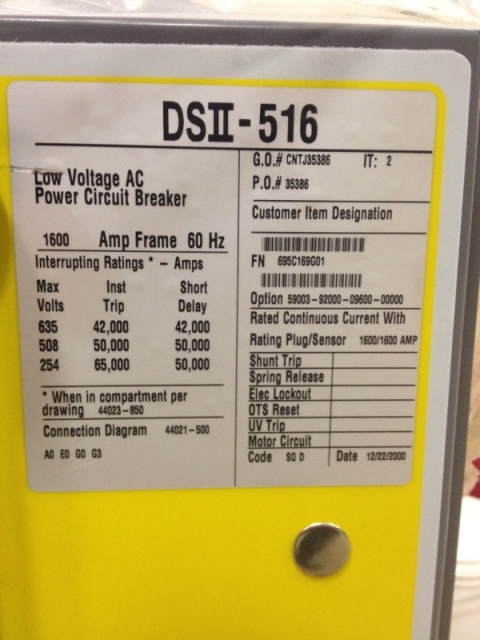 DSII-516
Low Voltage AC
Power Circuit Breaker
1600 Amp Frame 60 Hz
Interrupting Ratings * - Amps
Max Inst Short
Volts Trip Delay
635 42,000 42,000
508 50,000 50,000
254 65,000 50,000
* When in compartment per
drawing 44023-850
Connection Diagram 44021-500
A0 E0 G0 G3
G.O.# CNTJ35386 IT: 2
P.O.# 35386
Customer Item Designation
FN 695C169G01
Option 59003-92000-09600-00000
Rated Continuous Current With
Rating Plug/Sensor 1600/1600 AMP
Shunt Trip
Spring Release
Elec Lockout
OTS Reset
UV Trip
Motor Circuit
Code SQ D Date 12/22/2000